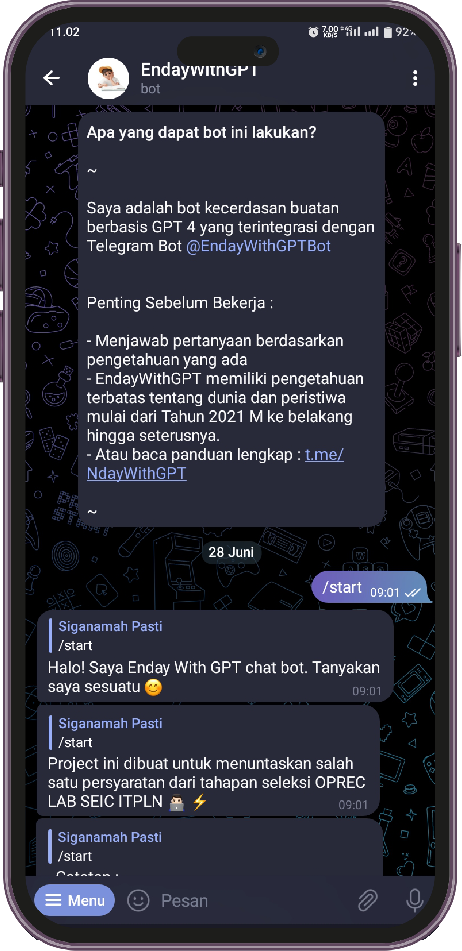 11.02
7,00 KB/S
92%
EndayWithGPT
bot
Apa yang dapat bot ini lakukan?
~
Saya adalah bot kecerdasan buatan
berbasis GPT 4 yang terintegrasi dengan
Telegram Bot @EndayWithGPTBot
Penting Sebelum Bekerja :
- Menjawab pertanyaan berdasarkan
pengetahuan yang ada
- EndayWithGPT memiliki pengetahuan
terbatas tentang dunia dan peristiwa
mulai dari Tahun 2021 M ke belakang
hingga seterusnya.
- Atau baca panduan lengkap : t.me/
NdayWithGPT
~
28 Juni
/start 09:01
Siganamah Pasti
/start
Halo! Saya Enday With GPT chat bot. Tanyakan
saya sesuatu 😊
09:01
Siganamah Pasti
/start
Project ini dibuat untuk menuntaskan salah
satu persyaratan dari tahapan seleksi OPREC
LAB SEIC ITPLN 👨🏻‍💻 ⚡
09:01
Siganamah Pasti
/start
Menu
Pesan